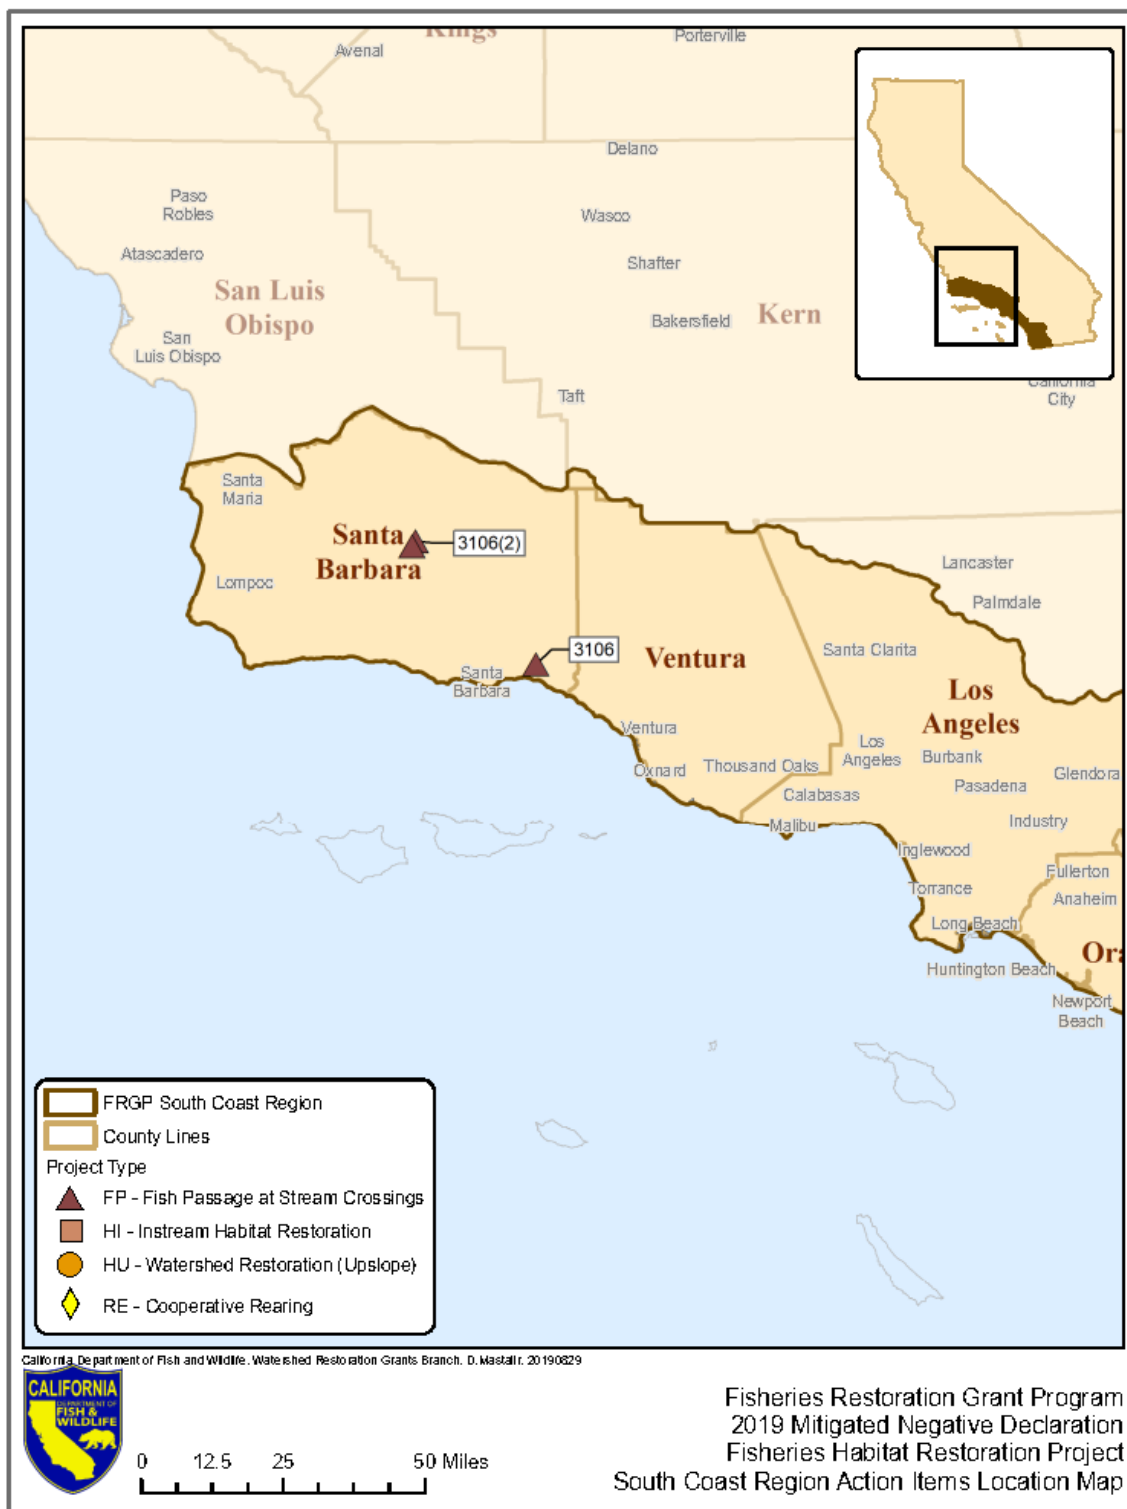 Kings
Porterville
Avenal
Delano
Paso
Robles
Wasco
Atascadero
Shafter
San Luis
Obispo
Kern
Bakersfield
San
Luis Obispo
California
City
Taft
Santa
Maria
Santa
Barbara
3106(2)
Lompoc
Lancaster
Palmdale
3106
Ventura
Santa Clarita
Santa
Barbara
Los
Angeles
Ventura
Los
Angeles
Burbank
Oxnard
Thousand Oaks
Pasadena
Glendora
Calabasas
Malibu
Industry
Inglewood
Fullerton
Torrance
Anaheim
Long Beach
Ora
Huntington Beach
Newport
Beach
FRGP South Coast Region
County Lines
Project Type
FP - Fish Passage at Stream Crossings
HI - Instream Habitat Restoration
HU - Watershed Restoration (Upslope)
RE - Cooperative Rearing
California Department of Fish and Wildlife. Watershed Restoration Grants Branch. D.Mastalir. 20190829
CALIFORNIA
DEPARTMENT OF
FISH &
WILDLIFE
0 12.5 25 50 Miles
Fisheries Restoration Grant Program
2019 Mitigated Negative Declaration
Fisheries Habitat Restoration Project
South Coast Region Action Items Location Map